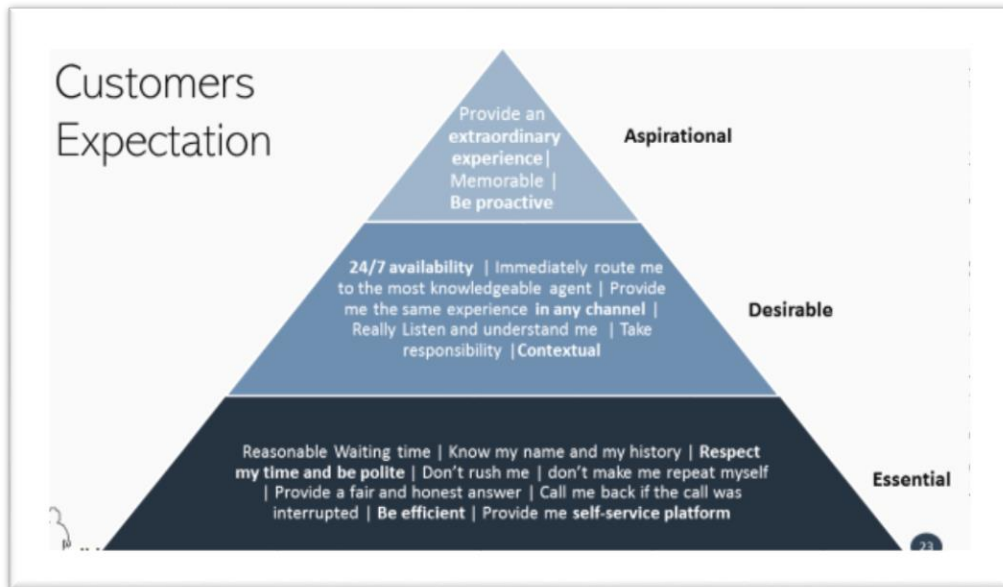 Customers
Expectation
Provide an
extraordinary
experience|
Memorable |
Be proactive
Aspirational
24/7 availability | Immediately route me
to the most knowledgeable agent | Provide
me the same experience in any channel |
Really Listen and understand me | Take
responsibility |Contextual
Desirable
Reasonable Waiting time | Know my name and my history | Respect
my time and be polite | Don't rush me | don't make me repeat myself
| Provide a fair and honest answer | Call me back if the call was
interrupted | Be efficient | Provide me self-service platform
Essential
23